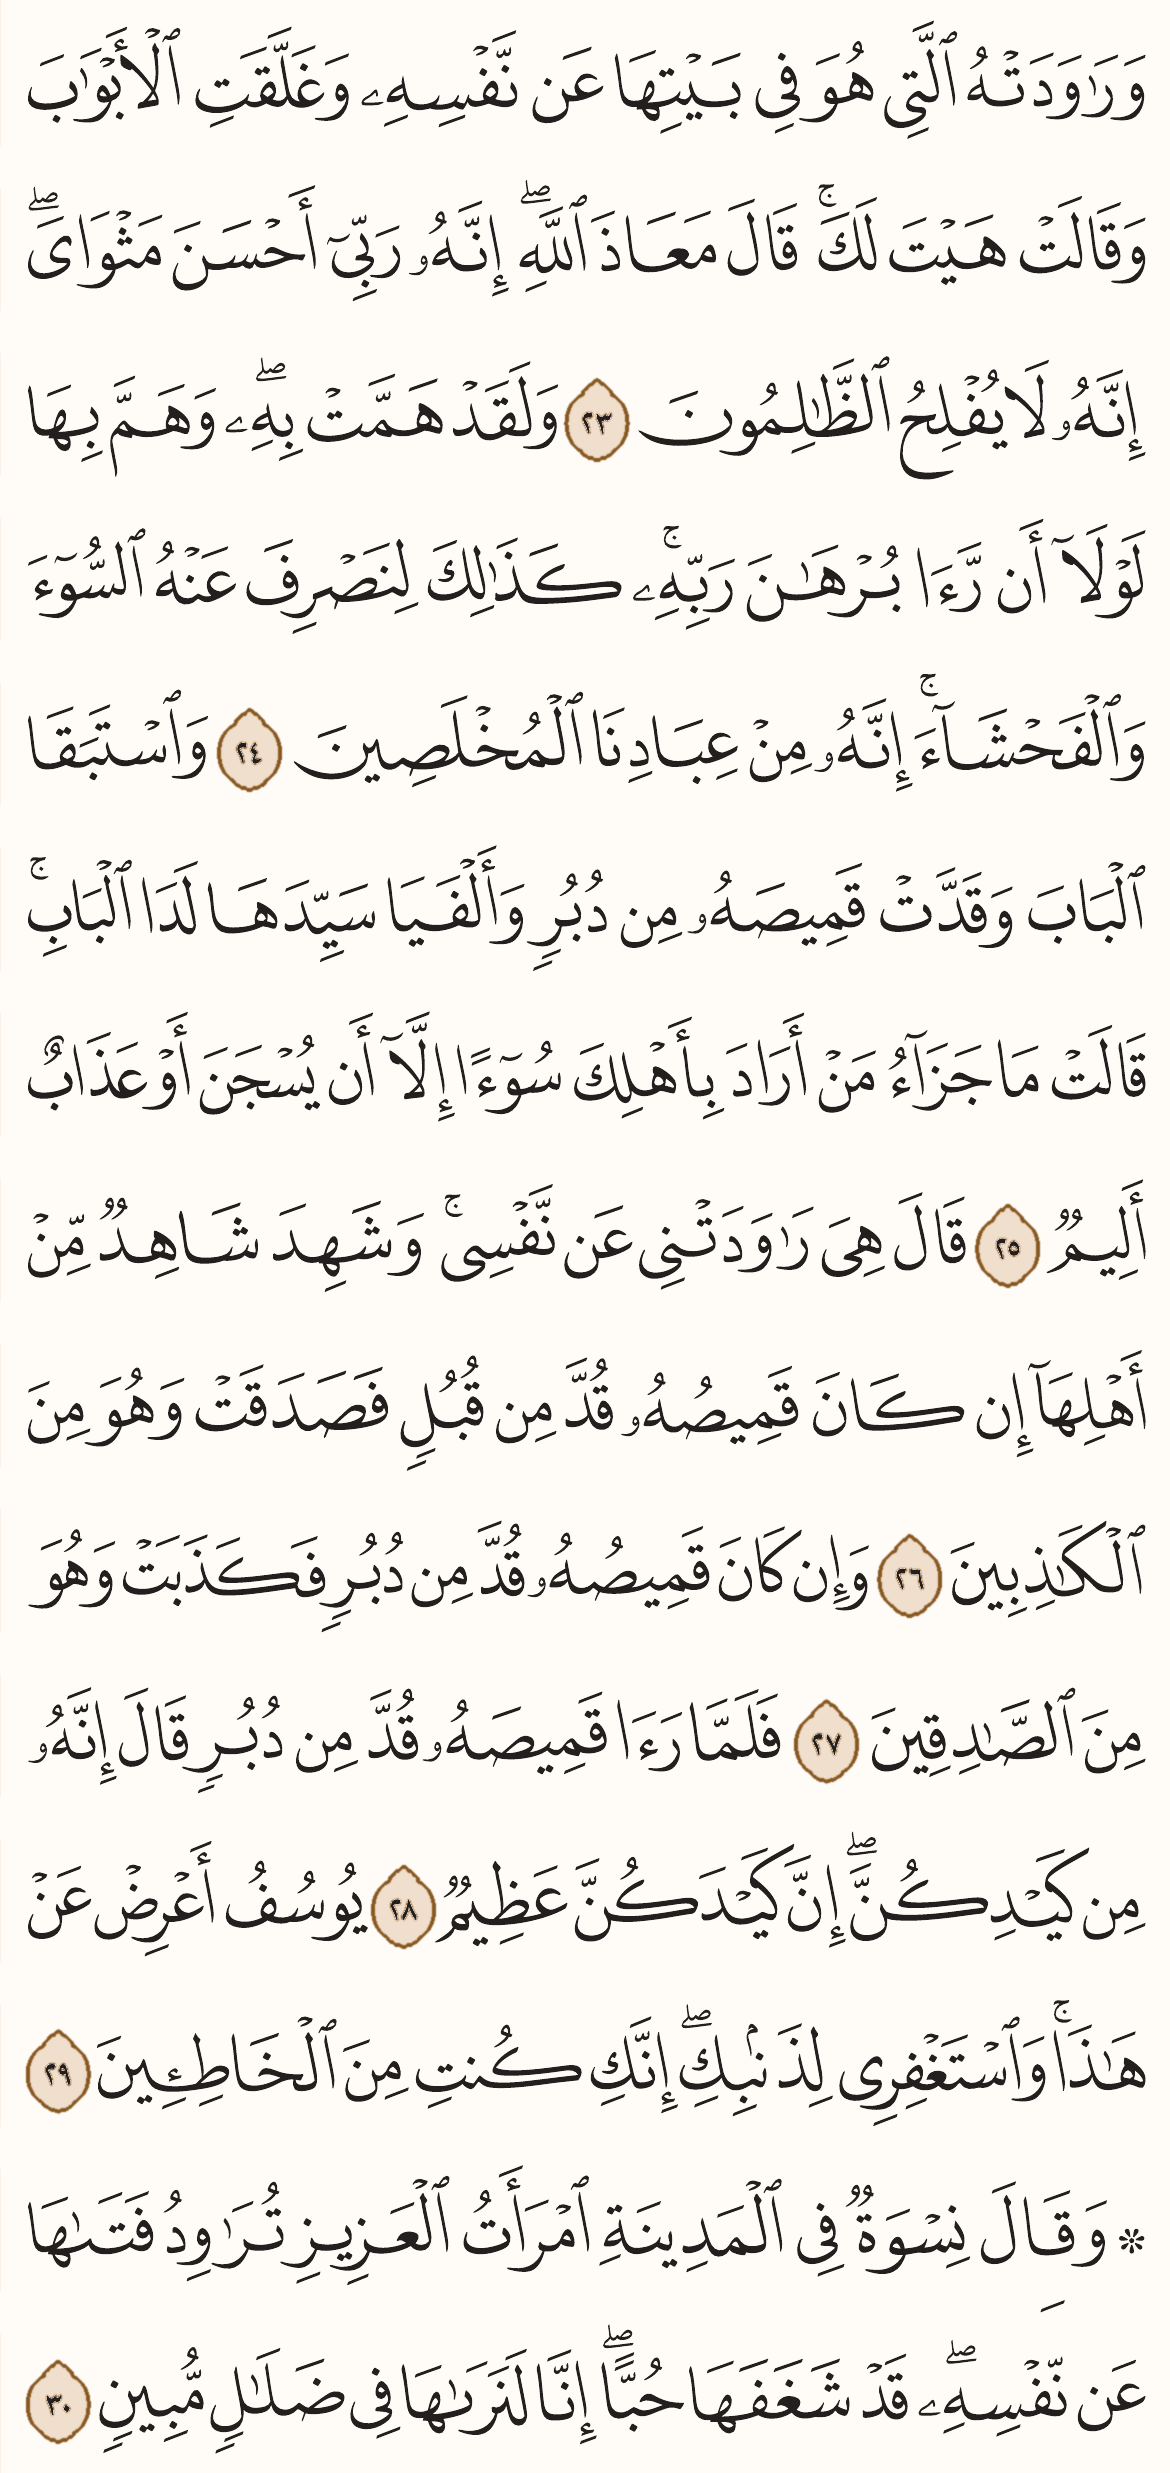 وَرَٰوَدَتْهُ ٱلَّتِى هُوَ فِى بَيْتِهَا عَن نَّفْسِهِۦ وَغَلَّقَتِ ٱلْأَبْوَٰبَ
وَقَالَتْ هَيْتَ لَكَ ۚ قَالَ مَعَاذَ ٱللَّهِ ۖ إِنَّهُۥ رَبِّىٓ أَحْسَنَ مَثْوَاىَ ۖ
إِنَّهُۥ لَا يُفْلِحُ ٱلظَّٰلِمُونَ ٢٣ وَلَقَدْ هَمَّتْ بِهِۦ ۖ وَهَمَّ بِهَا
لَوْلَآ أَن رَّءَا بُرْهَٰنَ رَبِّهِۦ ۚ كَذَٰلِكَ لِنَصْرِفَ عَنْهُ ٱلسُّوٓءَ
وَٱلْفَحْشَآءَ ۚ إِنَّهُۥ مِنْ عِبَادِنَا ٱلْمُخْلَصِينَ ٢٤ وَٱسْتَبَقَا
ٱلْبَابَ وَقَدَّتْ قَمِيصَهُۥ مِن دُبُرٍ وَأَلْفَيَا سَيِّدَهَا لَدَا ٱلْبَابِ ۚ
قَالَتْ مَا جَزَآءُ مَنْ أَرَادَ بِأَهْلِكَ سُوٓءًا إِلَّآ أَن يُسْجَنَ أَوْ عَذَابٌ
أَلِيمٌ ٢٥ قَالَ هِىَ رَٰوَدَتْنِى عَن نَّفْسِى ۚ وَشَهِدَ شَاهِدٌ مِّنْ
أَهْلِهَآ إِن كَانَ قَمِيصُهُۥ قُدَّ مِن قُبُلٍ فَصَدَقَتْ وَهُوَ مِنَ
ٱلْكَٰذِبِينَ ٢٦ وَإِن كَانَ قَمِيصُهُۥ قُدَّ مِن دُبُرٍ فَكَذَبَتْ وَهُوَ
مِنَ ٱلصَّٰدِقِينَ ٢٧ فَلَمَّا رَءَا قَمِيصَهُۥ قُدَّ مِن دُبُرٍ قَالَ إِنَّهُۥ
مِن كَيْدِكُنَّ ۖ إِنَّ كَيْدَكُنَّ عَظِيمٌ ٢٨ يُوسُفُ أَعْرِضْ عَنْ
هَٰذَا ۚ وَٱسْتَغْفِرِى لِذَنۢبِكِ ۖ إِنَّكِ كُنتِ مِنَ ٱلْخَاطِـِٔينَ ٢٩
۞ وَقَالَ نِسْوَةٌ فِى ٱلْمَدِينَةِ ٱمْرَأَتُ ٱلْعَزِيزِ تُرَٰوِدُ فَتَىٰهَا
عَن نَّفْسِهِۦ ۖ قَدْ شَغَفَهَا حُبًّا ۖ إِنَّا لَنَرَىٰهَا فِى ضَلَٰلٍ مُّبِينٍ ٣٠